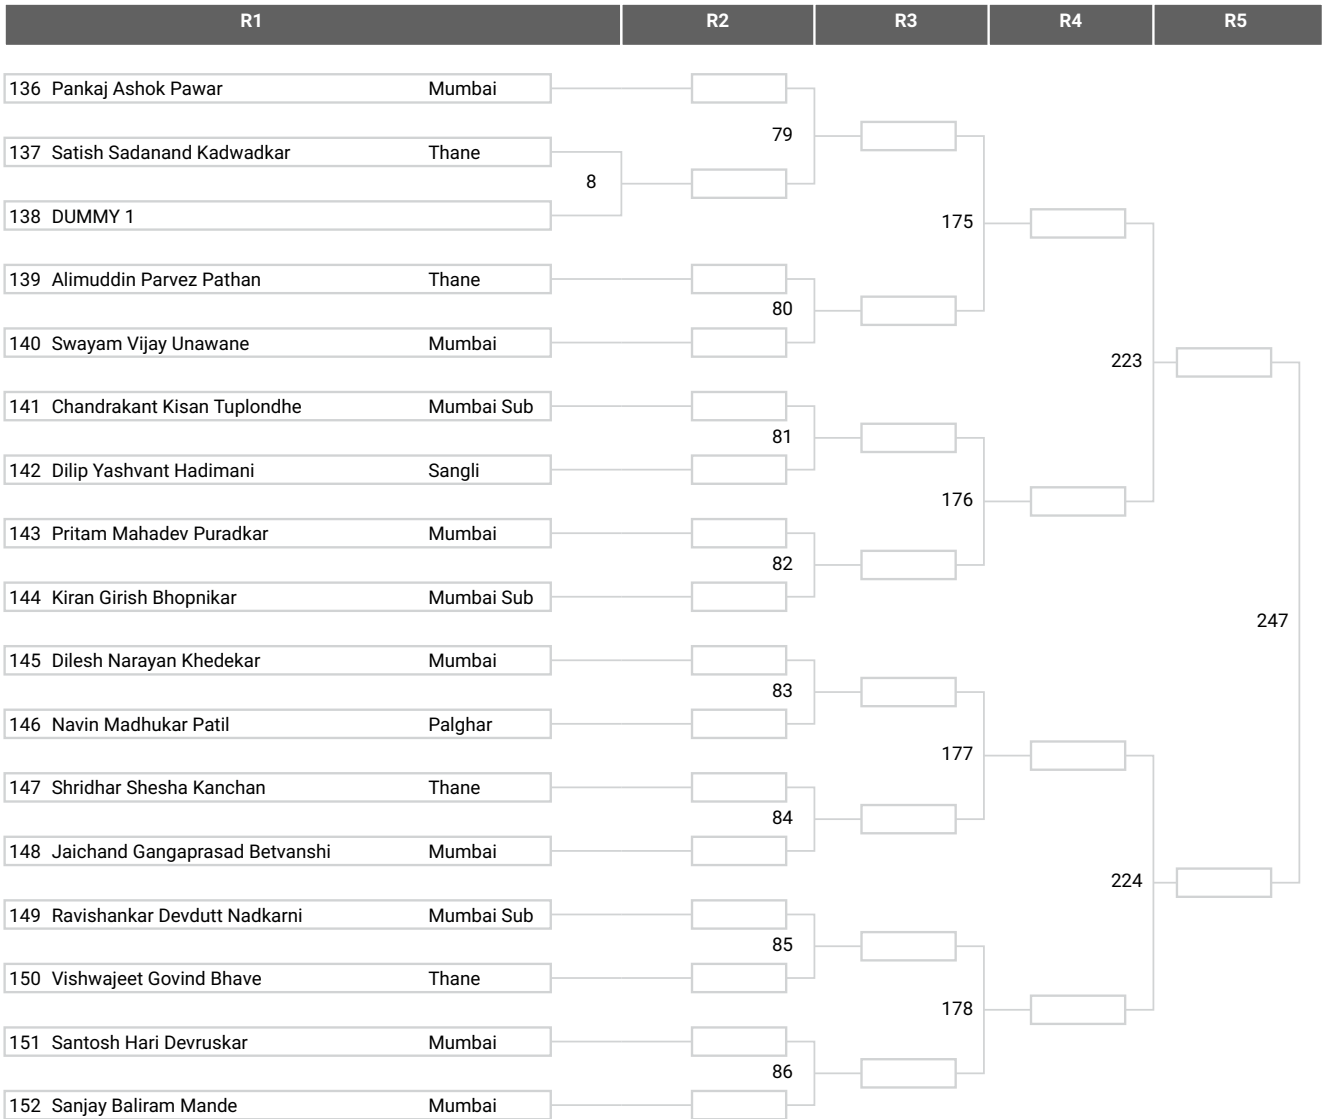 R1 R2 R3 R4 R5
136 Pankaj Ashok Pawar Mumbai
79
137 Satish Sadanand Kadwadkar Thane
8
138 DUMMY 1
175
139 Alimuddin Parvez Pathan Thane
80
140 Swayam Vijay Unawane Mumbai
223
141 Chandrakant Kisan Tuplondhe Mumbai Sub
81
142 Dilip Yashvant Hadimani Sangli
176
143 Pritam Mahadev Puradkar Mumbai
82
144 Kiran Girish Bhopnikar Mumbai Sub
247
145 Dilesh Narayan Khedekar Mumbai
83
146 Navin Madhukar Patil Palghar
177
147 Shridhar Shesha Kanchan Thane
84
148 Jaichand Gangaprasad Betvanshi Mumbai
224
149 Ravishankar Devdutt Nadkarni Mumbai Sub
85
150 Vishwajeet Govind Bhave Thane
178
151 Santosh Hari Devruskar Mumbai
86
152 Sanjay Baliram Mande Mumbai